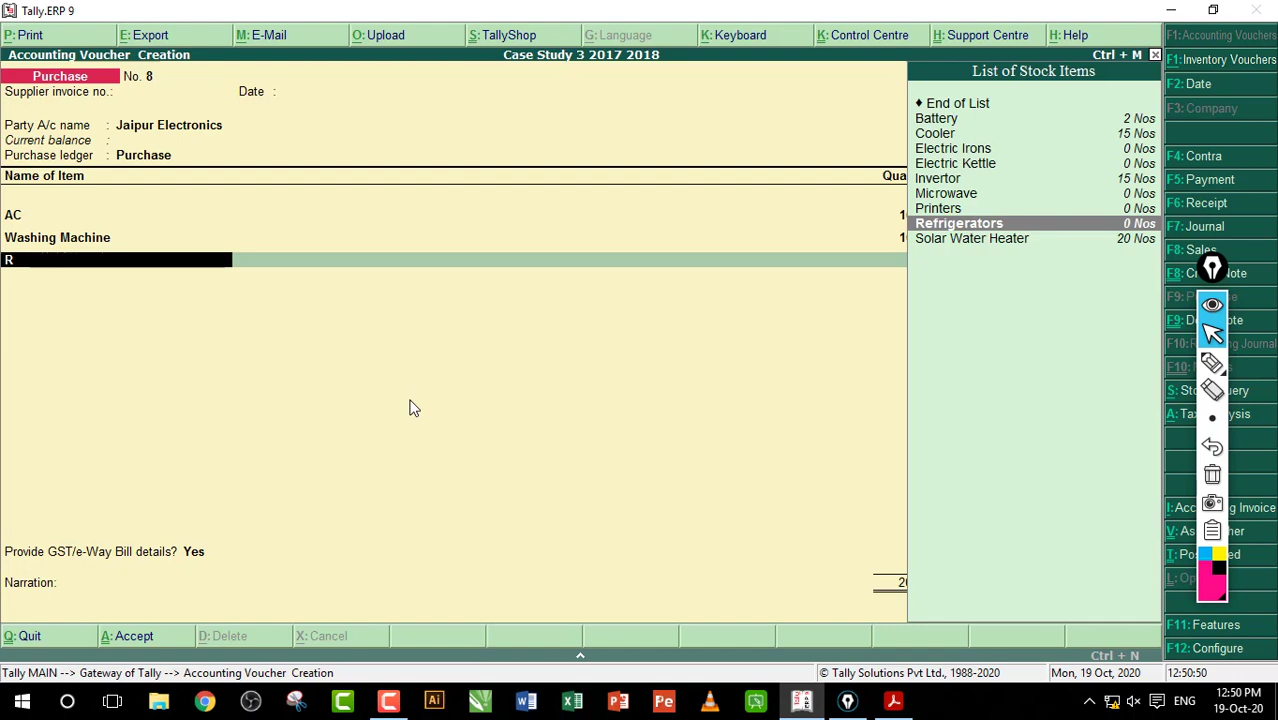 Tally.ERP 9
P: Print E: Export M: E-Mail O: Upload S: TallyShop G: Language K: Keyboard K: Control Centre H: Support Centre H: Help
Accounting Voucher Creation Case Study 3 2017 2018 Ctrl + M
Purchase No. 8
Supplier invoice no.: Date :
Party A/c name : Jaipur Electronics
Current balance :
Purchase ledger : Purchase
Name of Item
AC
Washing Machine
R
Provide GST/e-Way Bill details? Yes
Narration:
List of Stock Items
♦ End of List
Battery 2 Nos
Cooler 15 Nos
Electric Irons 0 Nos
Electric Kettle 0 Nos
Invertor 15 Nos
Microwave 0 Nos
Printers 0 Nos
Refrigerators 0 Nos
Solar Water Heater 20 Nos
F1: Accounting Vouchers
F1: Inventory Vouchers
F2: Date
F3: Company
F4: Contra
F5: Payment
F6: Receipt
F7: Journal
F8: Sales
F8:
F9:
F9:
F10:
F10:
S:
A:
I:
V:
T:
L:
F11: Features
F12: Configure
Q: Quit A: Accept D: Delete X: Cancel
Ctrl + N
Tally MAIN --> Gateway of Tally --> Accounting Voucher Creation © Tally Solutions Pvt Ltd., 1988-2020 Mon, 19 Oct, 2020 12:50:50
ENG 12:50 PM
19-Oct-20